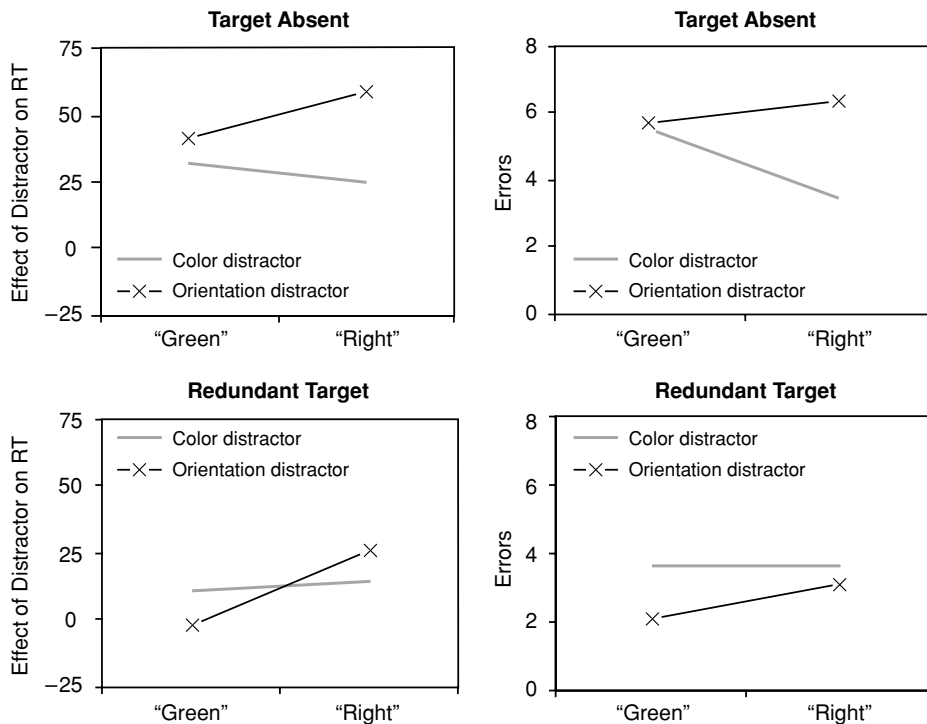 Target Absent
Effect of Distractor on RT
75
50
25
0
–25
Color distractor
Orientation distractor
“Green” “Right”
Target Absent
Errors
8
6
4
2
0
Color distractor
Orientation distractor
“Green” “Right”
Redundant Target
Effect of Distractor on RT
75
50
25
0
–25
Color distractor
Orientation distractor
“Green” “Right”
Redundant Target
Errors
8
6
4
2
0
Color distractor
Orientation distractor
“Green” “Right”